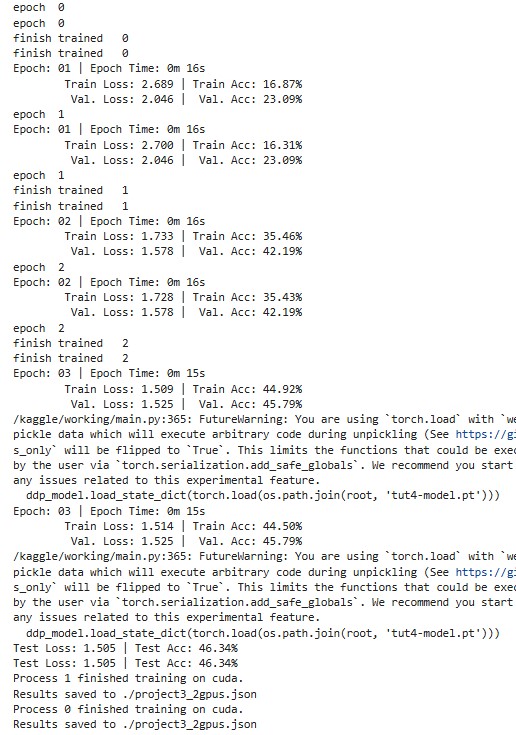 epoch  0
epoch  0
finish trained   0
finish trained   0
Epoch: 01 | Epoch Time: 0m 16s
        Train Loss: 2.689 | Train Acc: 16.87%
         Val. Loss: 2.046 |  Val. Acc: 23.09%
epoch  1
Epoch: 01 | Epoch Time: 0m 16s
        Train Loss: 2.700 | Train Acc: 16.31%
         Val. Loss: 2.046 |  Val. Acc: 23.09%
epoch  1
finish trained   1
finish trained   1
Epoch: 02 | Epoch Time: 0m 16s
        Train Loss: 1.733 | Train Acc: 35.46%
         Val. Loss: 1.578 |  Val. Acc: 42.19%
epoch  2
Epoch: 02 | Epoch Time: 0m 16s
        Train Loss: 1.728 | Train Acc: 35.43%
         Val. Loss: 1.578 |  Val. Acc: 42.19%
epoch  2
finish trained   2
finish trained   2
Epoch: 03 | Epoch Time: 0m 15s
        Train Loss: 1.509 | Train Acc: 44.92%
         Val. Loss: 1.525 |  Val. Acc: 45.79%
/kaggle/working/main.py:365: FutureWarning: You are using `torch.load` with `we
pickle data which will execute arbitrary code during unpickling (See https://gi
s_only` will be flipped to `True`. This limits the functions that could be exec
by the user via `torch.serialization.add_safe_globals`. We recommend you start
any issues related to this experimental feature.
  ddp_model.load_state_dict(torch.load(os.path.join(root, 'tut4-model.pt')))
Epoch: 03 | Epoch Time: 0m 15s
        Train Loss: 1.514 | Train Acc: 44.50%
         Val. Loss: 1.525 |  Val. Acc: 45.79%
/kaggle/working/main.py:365: FutureWarning: You are using `torch.load` with `we
pickle data which will execute arbitrary code during unpickling (See https://gi
s_only` will be flipped to `True`. This limits the functions that could be exec
by the user via `torch.serialization.add_safe_globals`. We recommend you start
any issues related to this experimental feature.
  ddp_model.load_state_dict(torch.load(os.path.join(root, 'tut4-model.pt')))
Test Loss: 1.505 | Test Acc: 46.34%
Test Loss: 1.505 | Test Acc: 46.34%
Process 1 finished training on cuda.
Results saved to ./project3_2gpus.json
Process 0 finished training on cuda.
Results saved to ./project3_2gpus.json